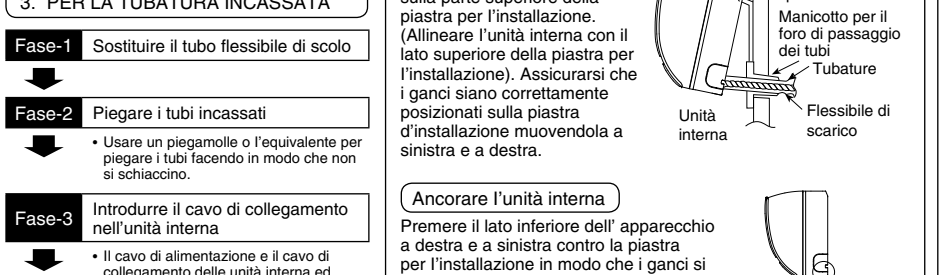 3. PER LA TUBATURA INCASSATA
Fase-1 Sostituire il tubo flessibile di scolo
Fase-2 Piegare i tubi incassati
• Usare un piegamolle o l'equivalente per
piegare i tubi facendo in modo che non
si schiaccino.
Fase-3 Introdurre il cavo di collegamento
nell'unità interna
• Il cavo di alimentazione e il cavo di
collegamento delle unità interna ed
sulla parte superiore della
piastra per l'installazione.
(Allineare l'unità interna con il
lato superiore della piastra per
l'installazione). Assicurarsi che
i ganci siano correttamente
posizionati sulla piastra
d'installazione muovendola a
sinistra e a destra.
Manicotto per il
foro di passaggio
dei tubi
Tubature
Flessibile di
scarico
Unità
interna
Ancorare l'unità interna
Premere il lato inferiore dell' apparecchio
a destra e a sinistra contro la piastra
per l'installazione in modo che i ganci si